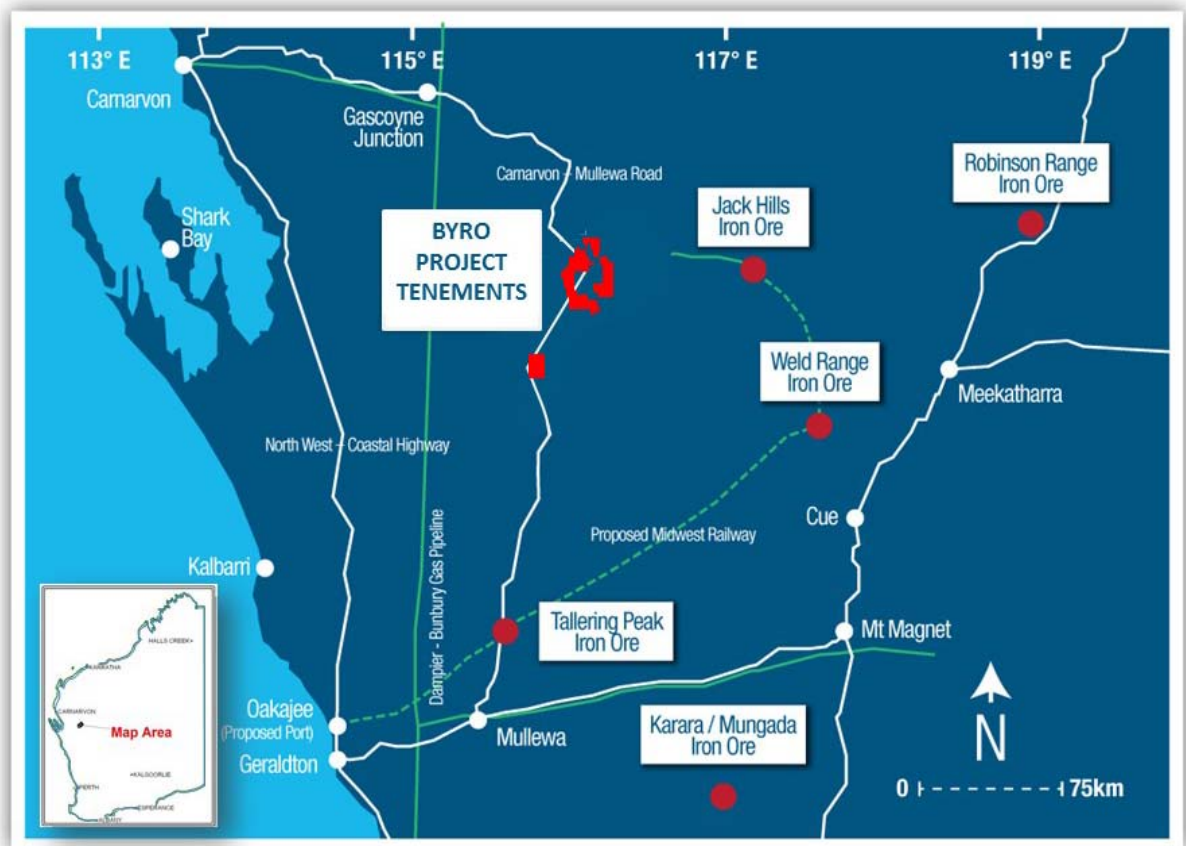 113° E
115° E
117° E
119° E
Carnarvon
Gascoyne
Junction
Carnarvon - Mullewa Road
Robinson Range
Iron Ore
Jack Hills
Iron Ore
Shark
Bay
BYRO
PROJECT
TENEMENTS
Weld Range
Iron Ore
Meekatharra
North West - Coastal Highway
Dampier - Bunbury Gas Pipeline
Cue
Proposed Midwest Railway
Kalbarri
Tallering Peak
Iron Ore
Mt Magnet
Oakajee
(Proposed Port)
Mullewa
Geraldton
Karara / Mungada
Iron Ore
N
0
75km
HALLS CREEK
KARRATHA
CARNARVON
Map Area
KALGOORLIE
PERTH
ESPERANCE
ALBANY